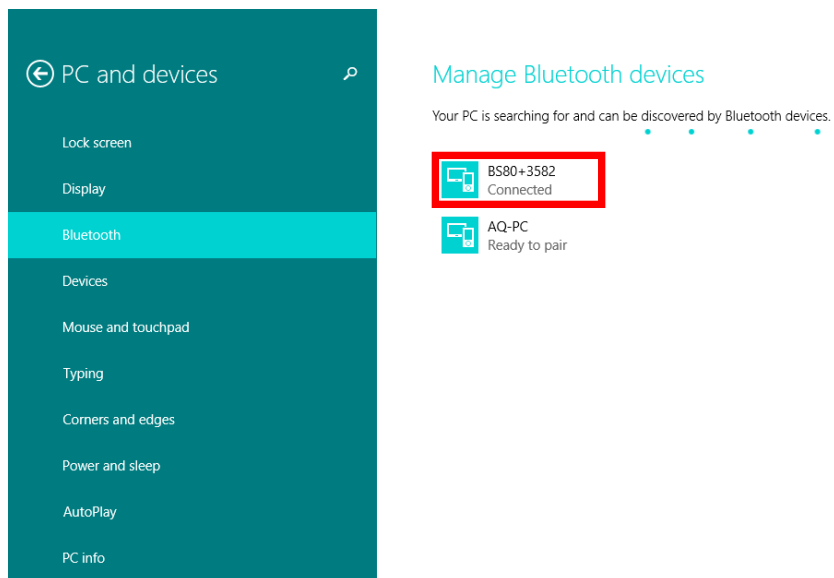 PC and devices
Lock screen
Display
Bluetooth
Devices
Mouse and touchpad
Typing
Corners and edges
Power and sleep
AutoPlay
PC info
Manage Bluetooth devices
Your PC is searching for and can be discovered by Bluetooth devices.
BS80+3582
Connected
AQ-PC
Ready to pair